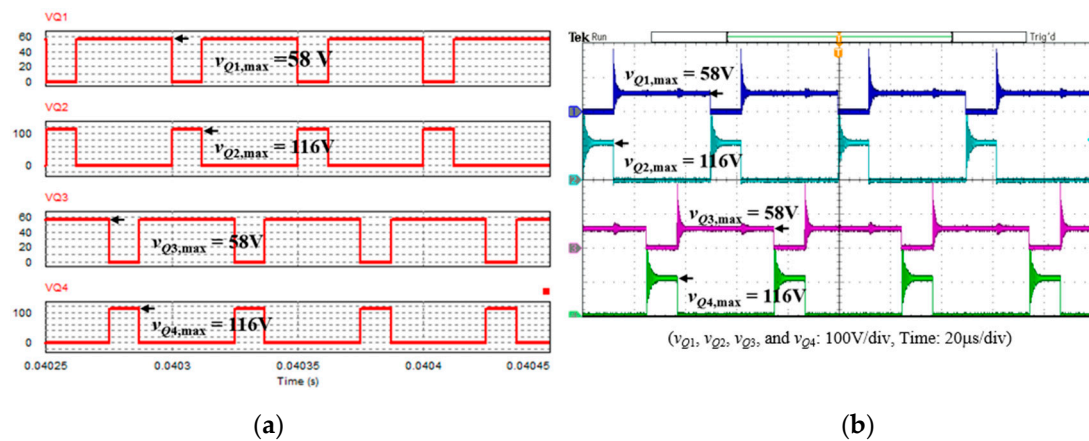 (a)
(b)
VQ1
60
40
20
0
vQ1,max =58 V
VQ2
100
0
vQ2,max = 116V
VQ3
60
40
20
0
vQ3,max = 58V
VQ4
100
0
vQ4,max = 116V
0.04025 0.0403 0.04035 0.0404 0.04045
Time (s)
Tek Run Trig'd
vQ1,max = 58V
vQ2,max = 116V
vQ3,max = 58V
vQ4,max = 116V
(vQ1, vQ2, vQ3, and vQ4: 100V/div, Time: 20μs/div)
(a)
(b)